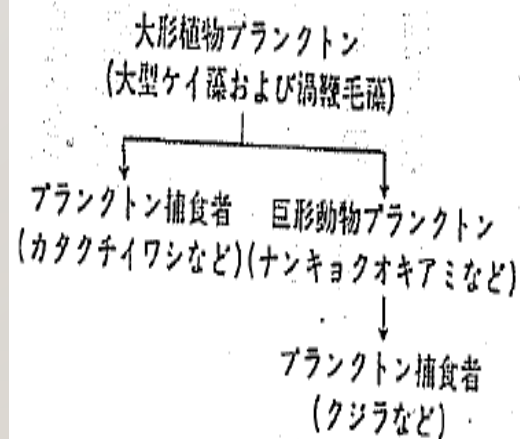 大形植物プランクトン
(大型ケイ藻および渦鞭毛藻)
プランクトン捕食者
(カタクチイワシなど)
巨形動物プランクトン
(ナンキョクオキアミなど)
プランクトン捕食者
(クジラなど)